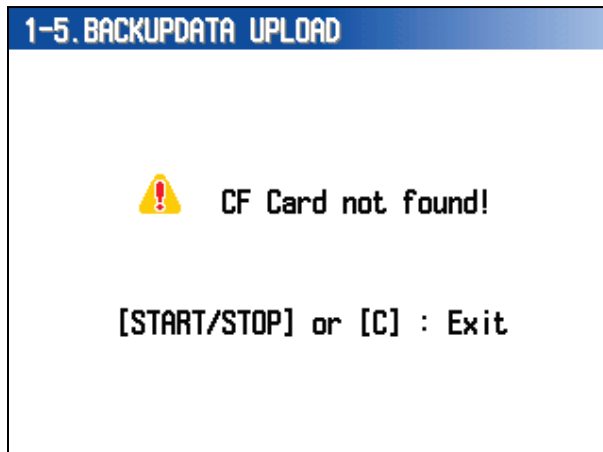 1-5.BACKUPDATA UPLOAD
CF Card not found!
[START/STOP] or [C] : Exit